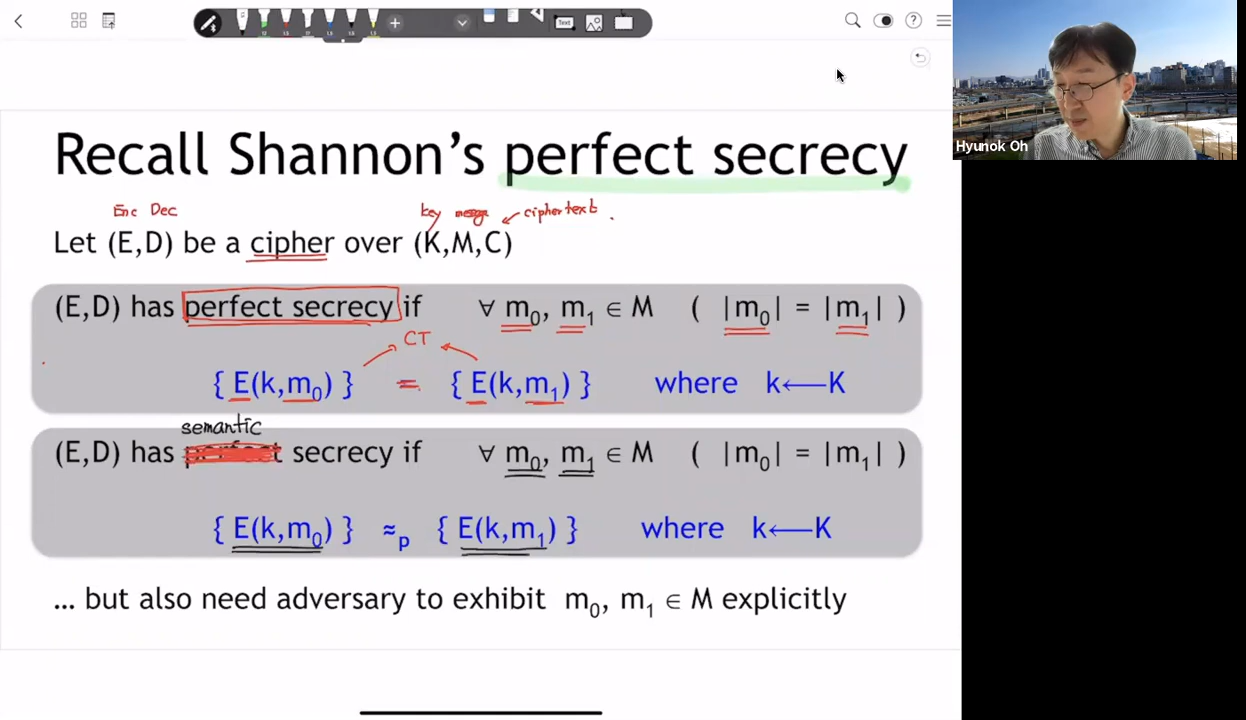 Text
Hyunok Oh
Recall Shannon's perfect secrecy
Enc Dec key message ciphertext
Let (E,D) be a cipher over (K,M,C)
(E,D) has perfect secrecy if ∀ m₀, m₁ ∈ M ( |m₀| = |m₁| )
CT
{ E(k,m₀) } = { E(k,m₁) } where k⟵K
semantic
(E,D) has perfect secrecy if ∀ m₀, m₁ ∈ M ( |m₀| = |m₁| )
{ E(k,m₀) } ≈ₚ { E(k,m₁) } where k⟵K
... but also need adversary to exhibit m₀, m₁ ∈ M explicitly